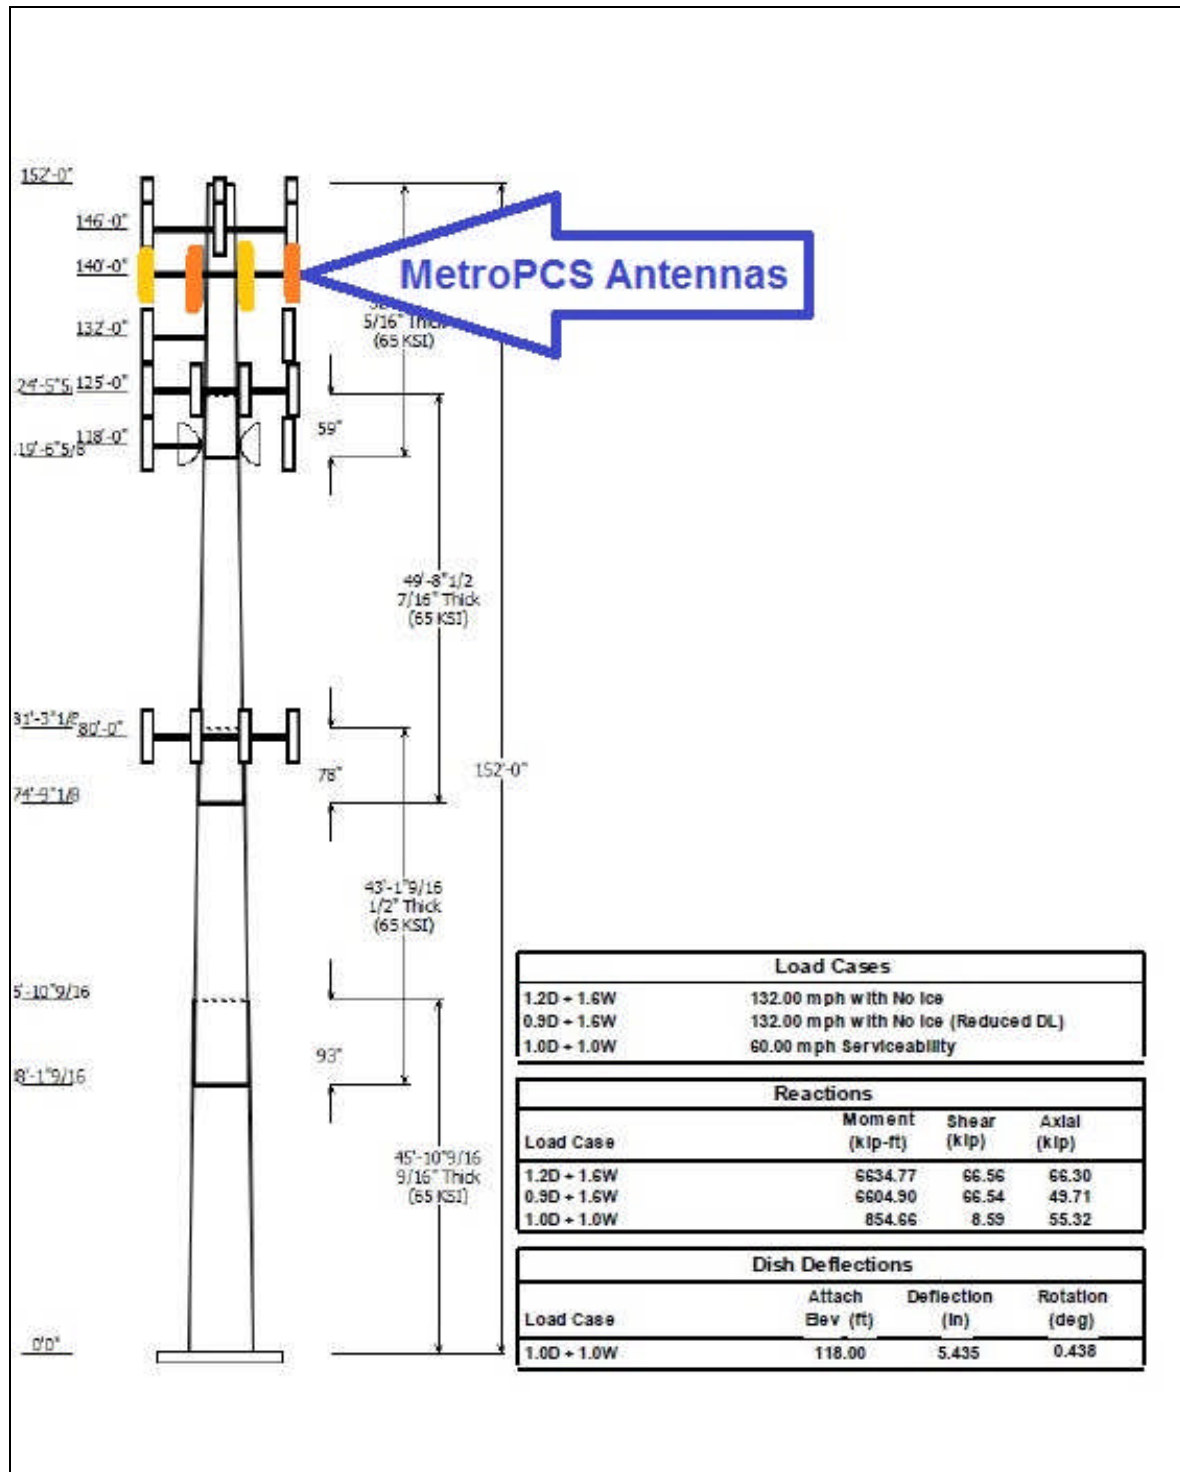 152'-0"
146'-0"
140'-0"
MetroPCS Antennas
5/16" Thick
(65 KSI)
132'-0"
24'-5"5/
125'-0"
59"
118'-0"
19'-6"5/8
49'-8"1/2
7/16" Thick
(65 KSI)
31'-3"1/8
80'-0"
78"
152'-0"
74'-9"1/8
43'-1"9/16
1/2" Thick
(65 KSI)
5'-10"9/16
93"
8'-1"9/16
45'-10"9/16
9/16" Thick
(65 KSI)
0'0"
Load Cases
1.2D + 1.6W 132.00 mph with No Ice
0.9D + 1.6W 132.00 mph with No Ice (Reduced DL)
1.0D + 1.0W 60.00 mph Serviceability
Reactions
Moment Shear Axial
Load Case (kip-ft) (kip) (kip)
1.2D + 1.6W 6634.77 66.56 66.30
0.9D + 1.6W 6604.90 66.54 49.71
1.0D + 1.0W 854.66 8.59 55.32
Dish Deflections
Attach Deflection Rotation
Load Case Elev (ft) (in) (deg)
1.0D + 1.0W 118.00 5.435 0.438